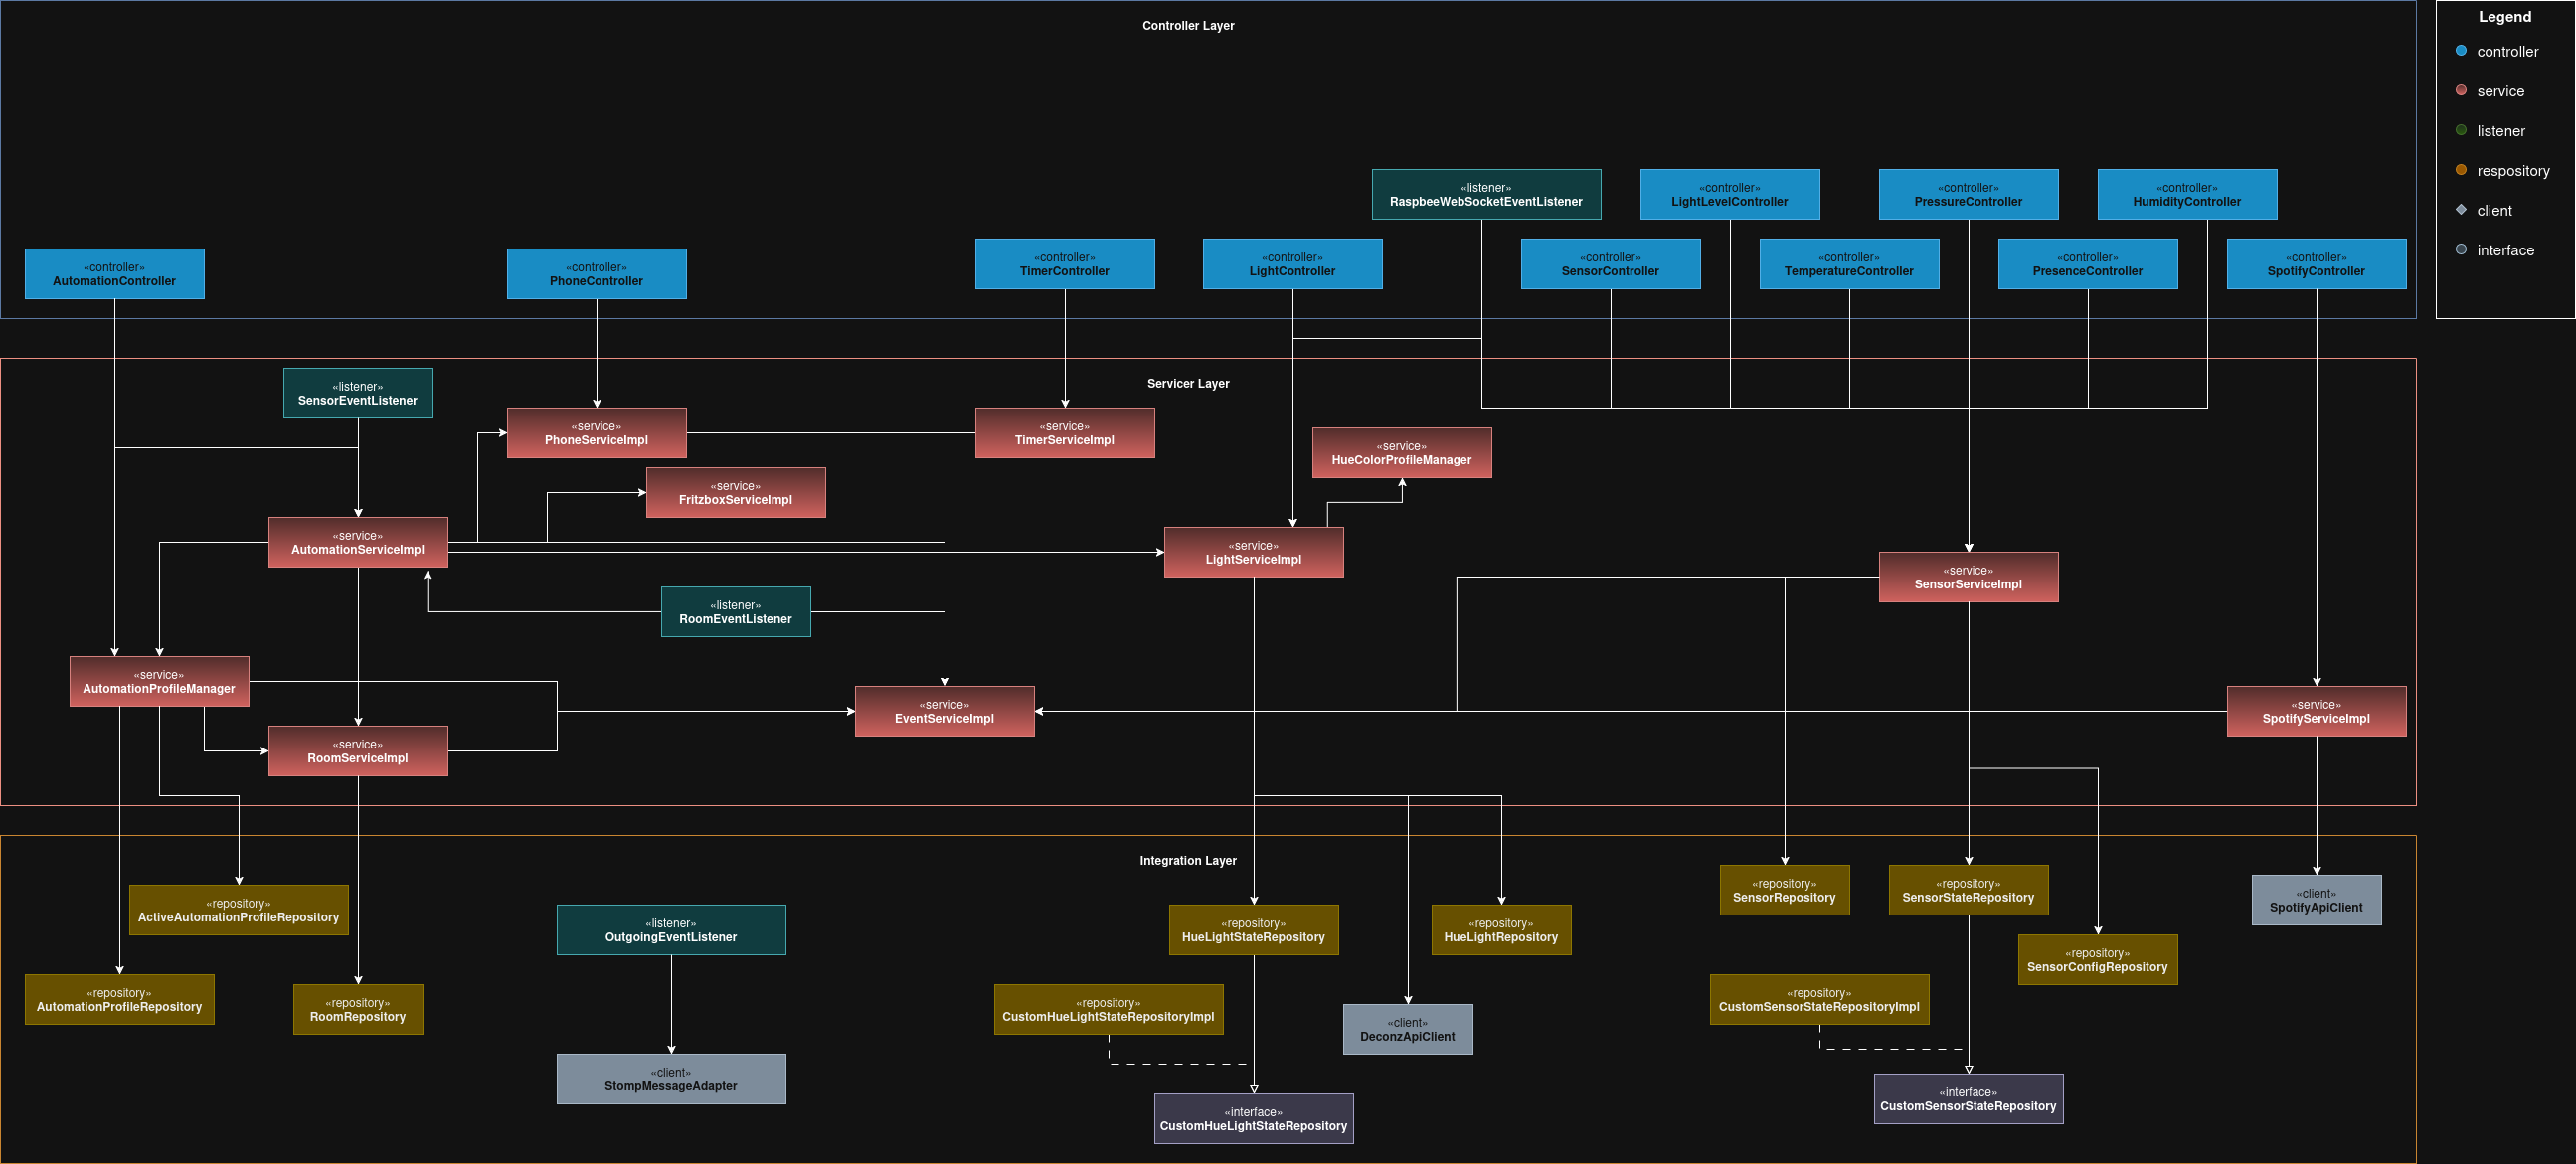 Controller Layer
Legend
controller
service
listener
respository
client
interface
«listener»
RaspbeeWebSocketEventListener
«controller»
LightLevelController
«controller»
PressureController
«controller»
HumidityController
«controller»
AutomationController
«controller»
PhoneController
«controller»
TimerController
«controller»
LightController
«controller»
SensorController
«controller»
TemperatureController
«controller»
PresenceController
«controller»
SpotifyController
Servicer Layer
«listener»
SensorEventListener
«service»
PhoneServiceImpl
«service»
TimerServiceImpl
«service»
HueColorProfileManager
«service»
FritzboxServiceImpl
«service»
AutomationServiceImpl
«service»
LightServiceImpl
«service»
SensorServiceImpl
«listener»
RoomEventListener
«service»
AutomationProfileManager
«service»
EventServiceImpl
«service»
SpotifyServiceImpl
«service»
RoomServiceImpl
Integration Layer
«repository»
SensorRepository
«repository»
SensorStateRepository
«client»
SpotifyApiClient
«repository»
ActiveAutomationProfileRepository
«listener»
OutgoingEventListener
«repository»
HueLightStateRepository
«repository»
HueLightRepository
«repository»
SensorConfigRepository
«repository»
AutomationProfileRepository
«repository»
RoomRepository
«repository»
CustomHueLightStateRepositoryImpl
«client»
DeconzApiClient
«repository»
CustomSensorStateRepositoryImpl
«client»
StompMessageAdapter
«interface»
CustomHueLightStateRepository
«interface»
CustomSensorStateRepository